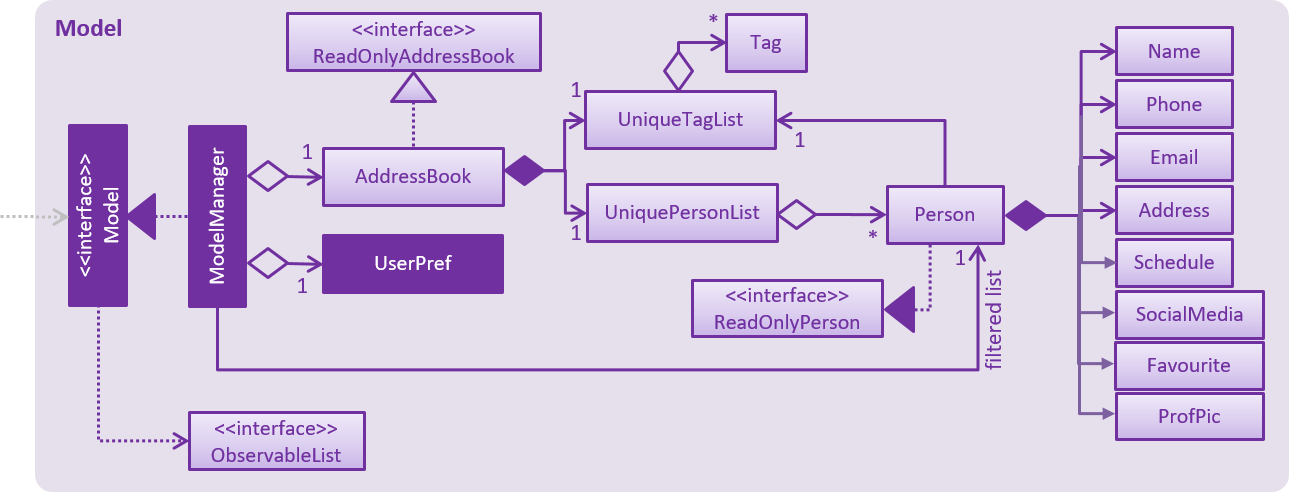 Model
<<interface>>
ReadOnlyAddressBook
*
Tag
Name
Phone
Email
Address
Schedule
SocialMedia
Favourite
ProfPic
<<interface>>
Model
ModelManager
1
AddressBook
1
UserPref
1
UniqueTagList
1
1
UniquePersonList
*
Person
1
filtered list
<<interface>>
ReadOnlyPerson
<<interface>>
ObservableList